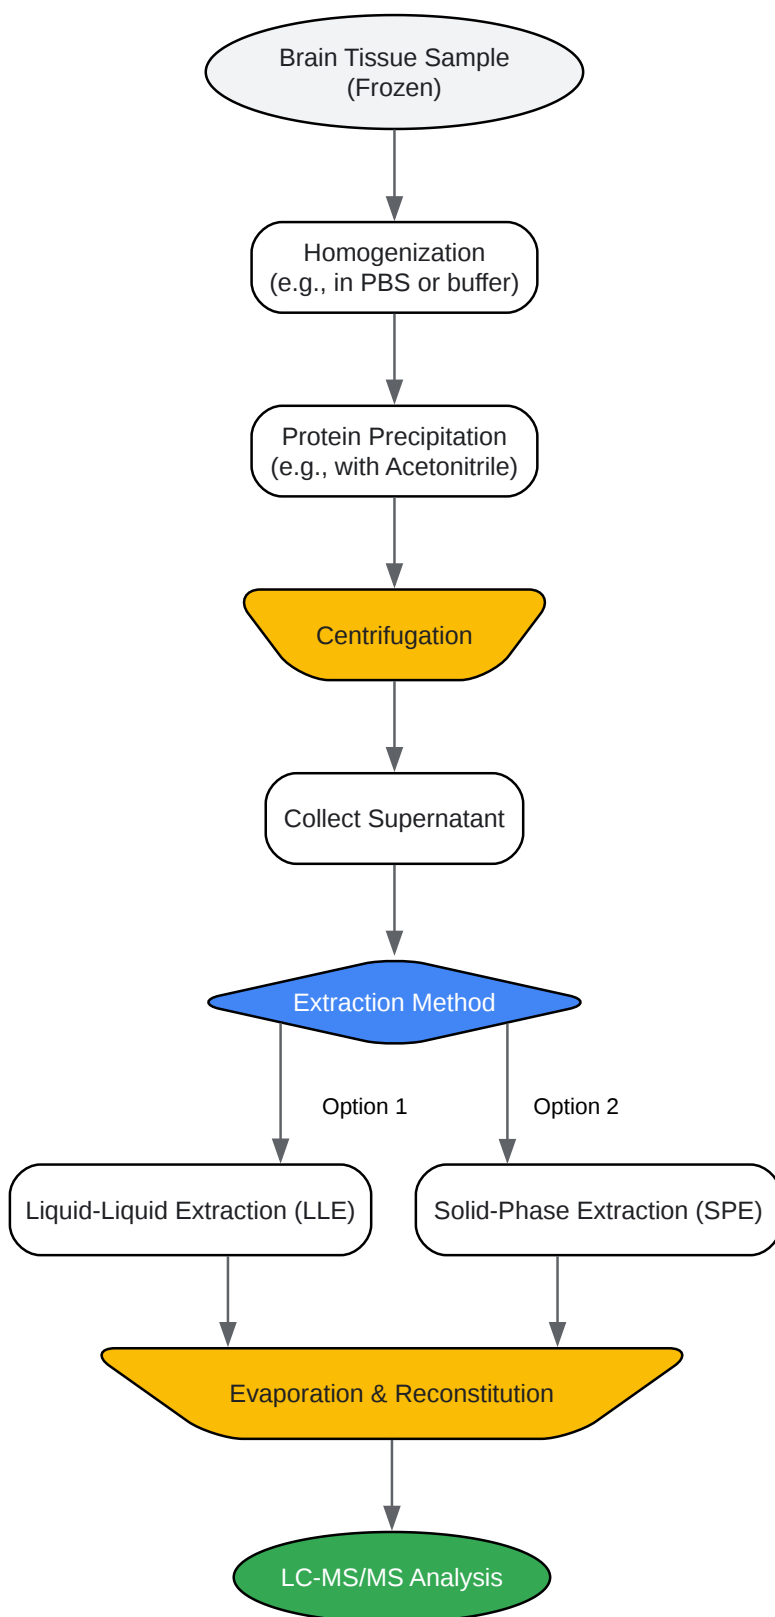 Brain Tissue Sample
(Frozen)
Homogenization
(e.g., in PBS or buffer)
Protein Precipitation
(e.g., with Acetonitrile)
Centrifugation
Collect Supernatant
Extraction Method
Option 1
Option 2
Liquid-Liquid Extraction (LLE)
Solid-Phase Extraction (SPE)
Evaporation & Reconstitution
LC-MS/MS Analysis